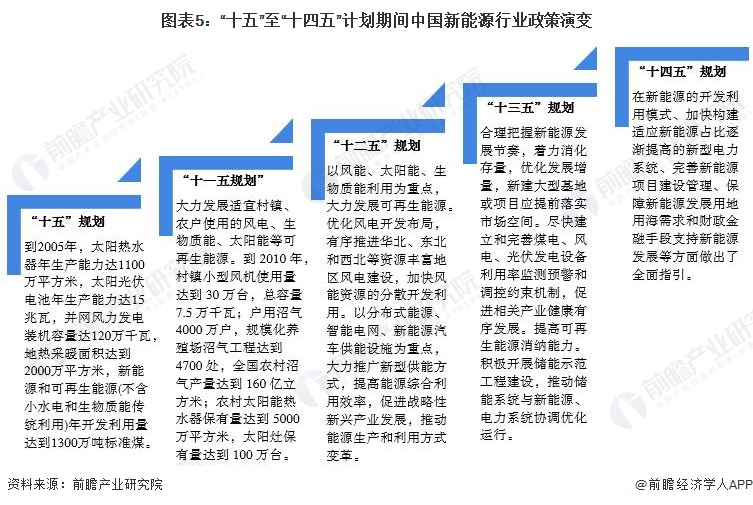 图表5：“十五”至“十四五”计划期间中国新能源行业政策演变
“十五” 规划
到2005年，太阳热水
器年生产能力达1100
万平方米，太阳光伏
电池年生产能力达15
兆瓦，并网风力发电
装机容量达120万千瓦，
地热采暖面积达到
2000万平方米，新能
源和可再生能源(不含
小水电和生物质能传
统利用)年开发利用量
达到1300万吨标准煤。
“十一五规划”
大力发展适宜村镇、
农户使用的风电、生
物质能、太阳能等可
再生能源。到 2010年，
村镇小型风机使用量
达到 30 万台，总容量
7.5 万千瓦；户用沼气
4000 万户，规模化养
殖场沼气工程达到
4700 处，全国农村沼
气产量达到 160 亿立
方米；农村太阳能热
水器保有量达到 5000
万平方米，太阳灶保
有量达到 100 万台。
“十二五” 规划
以风能、太阳能、生
物质能利用为重点，
大力发展可再生能源。
优化风电开发布局，
有序推进华北、东北
和西北等资源丰富地
区风电建设，加快风
能资源的分散开发利
用。以分布式能源、
智能电网、新能源汽
车供能设施为重点，
大力推广新型供能方
式，提高能源综合利
用效率，促进战略性
新兴产业发展，推动
能源生产和利用方式
变革。
“十三五” 规划
合理把握新能源发
展节奏，着力消化
存量，优化发展增
量，新建大型基地
或项目应提前落实
市场空间。尽快建
立和完善煤电、风
电、光伏发电设备
利用率监测预警和
调控约束机制，促
进相关产业健康有
序发展。提高可再
生能源消纳能力。
积极开展储能示范
工程建设，推动储
能系统与新能源、
电力系统协调优化
运行。
“十四五” 规划
在新能源的开发利
用模式、加快构建
适应新能源占比逐
渐提高的新型电力
系统、完善新能源
项目建设管理、保
障新能源发展用地
用海需求和财政金
融手段支持新能源
发展等方面做出了
全面指引。
资料来源：前瞻产业研究院
@前瞻经济学人APP
前瞻产业研究院